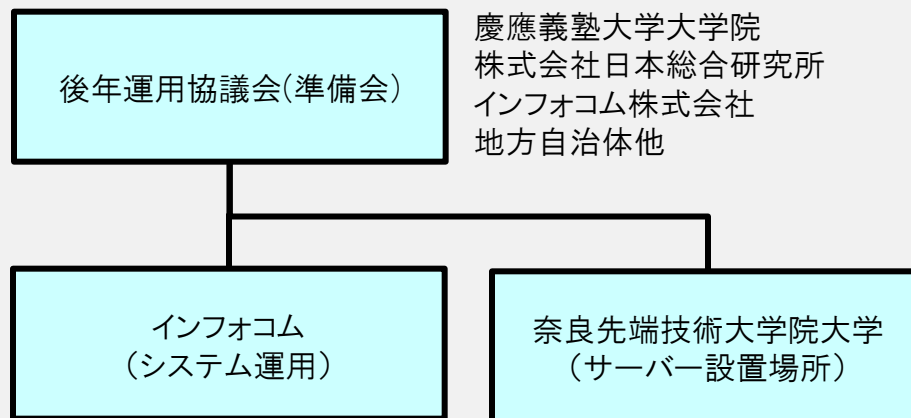 後年運用協議会(準備会)
慶應義塾大学大学院
株式会社日本総合研究所
インフォコム株式会社
地方自治体他
インフォコム
(システム運用)
奈良先端技術大学院大学
(サーバー設置場所)